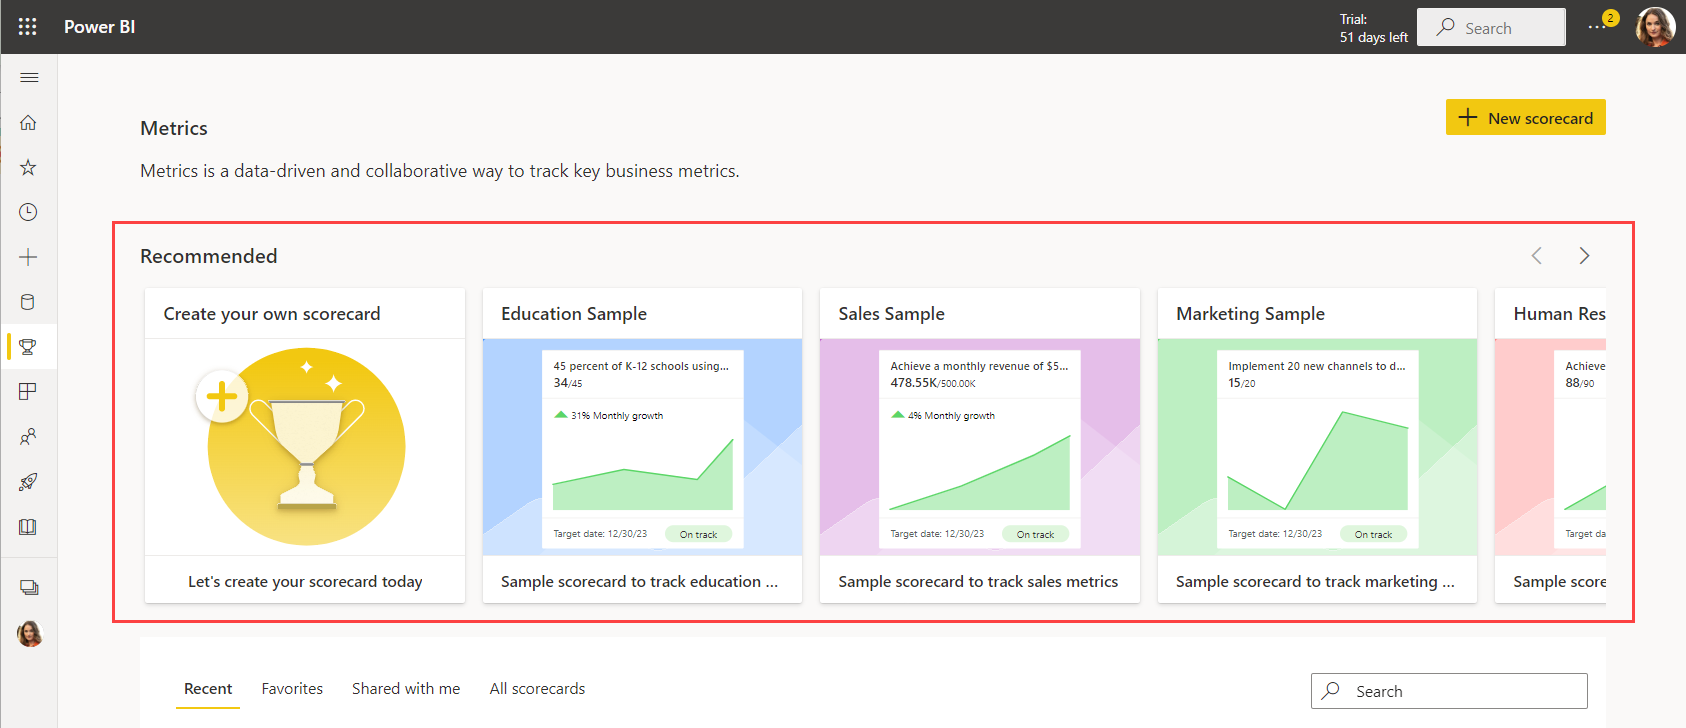 Power BI
Trial:
51 days left
Search
2
Metrics
New scorecard
Metrics is a data-driven and collaborative way to track key business metrics.
Recommended
Create your own scorecard
Let's create your scorecard today
Education Sample
45 percent of K-12 schools using...
34/45
31% Monthly growth
Target date: 12/30/23
On track
Sample scorecard to track education ...
Sales Sample
Achieve a monthly revenue of $5...
478.55K/500.00K
4% Monthly growth
Target date: 12/30/23
On track
Sample scorecard to track sales metrics
Marketing Sample
Implement 20 new channels to d...
15/20
Target date: 12/30/23
On track
Sample scorecard to track marketing ...
Human Res
Achieve
88/90
Target da
Sample score
Recent
Favorites
Shared with me
All scorecards
Search